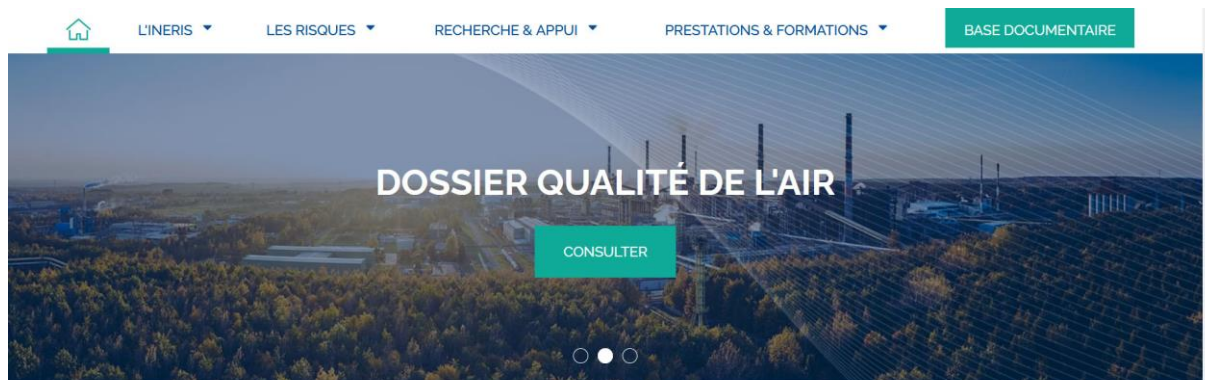 L'INERIS LES RISQUES RECHERCHE & APPUI PRESTATIONS & FORMATIONS BASE DOCUMENTAIRE
DOSSIER QUALITÉ DE L'AIR
CONSULTER